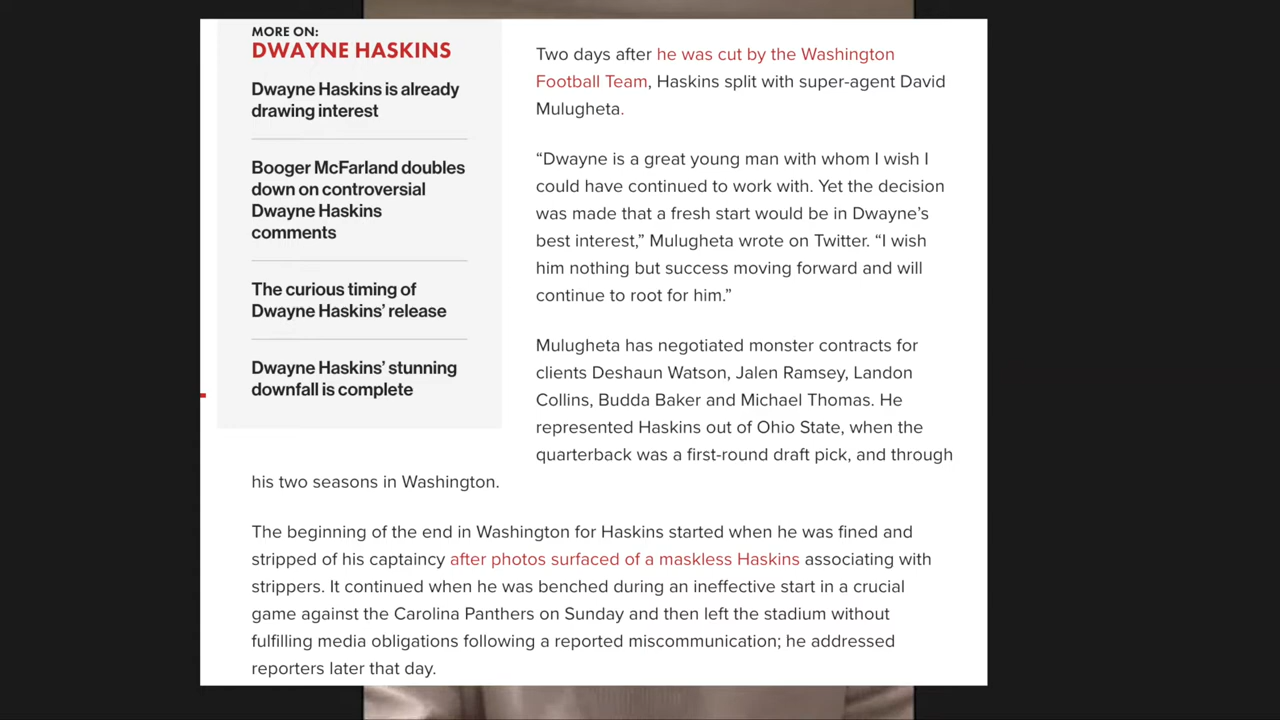 MORE ON:
DWAYNE HASKINS
Dwayne Haskins is already
drawing interest
Booger McFarland doubles
down on controversial
Dwayne Haskins
comments
The curious timing of
Dwayne Haskins’ release
Dwayne Haskins’ stunning
downfall is complete
Two days after he was cut by the Washington
Football Team, Haskins split with super-agent David
Mulugheta.
“Dwayne is a great young man with whom I wish I
could have continued to work with. Yet the decision
was made that a fresh start would be in Dwayne’s
best interest,” Mulugheta wrote on Twitter. “I wish
him nothing but success moving forward and will
continue to root for him.”
Mulugheta has negotiated monster contracts for
clients Deshaun Watson, Jalen Ramsey, Landon
Collins, Budda Baker and Michael Thomas. He
represented Haskins out of Ohio State, when the
quarterback was a first-round draft pick, and through
his two seasons in Washington.
The beginning of the end in Washington for Haskins started when he was fined and
stripped of his captaincy after photos surfaced of a maskless Haskins associating with
strippers. It continued when he was benched during an ineffective start in a crucial
game against the Carolina Panthers on Sunday and then left the stadium without
fulfilling media obligations following a reported miscommunication; he addressed
reporters later that day.